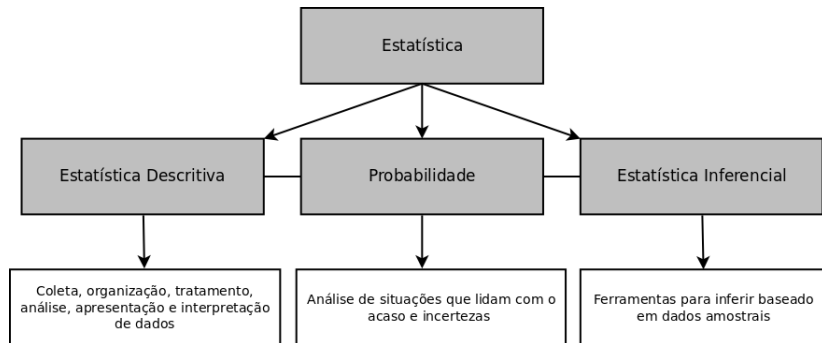 Estatística
Estatística Descritiva
Probabilidade
Estatística Inferencial
Coleta, organização, tratamento,
análise, apresentação e interpretação
de dados
Análise de situações que lidam com o
acaso e incertezas
Ferramentas para inferir baseado
em dados amostrais